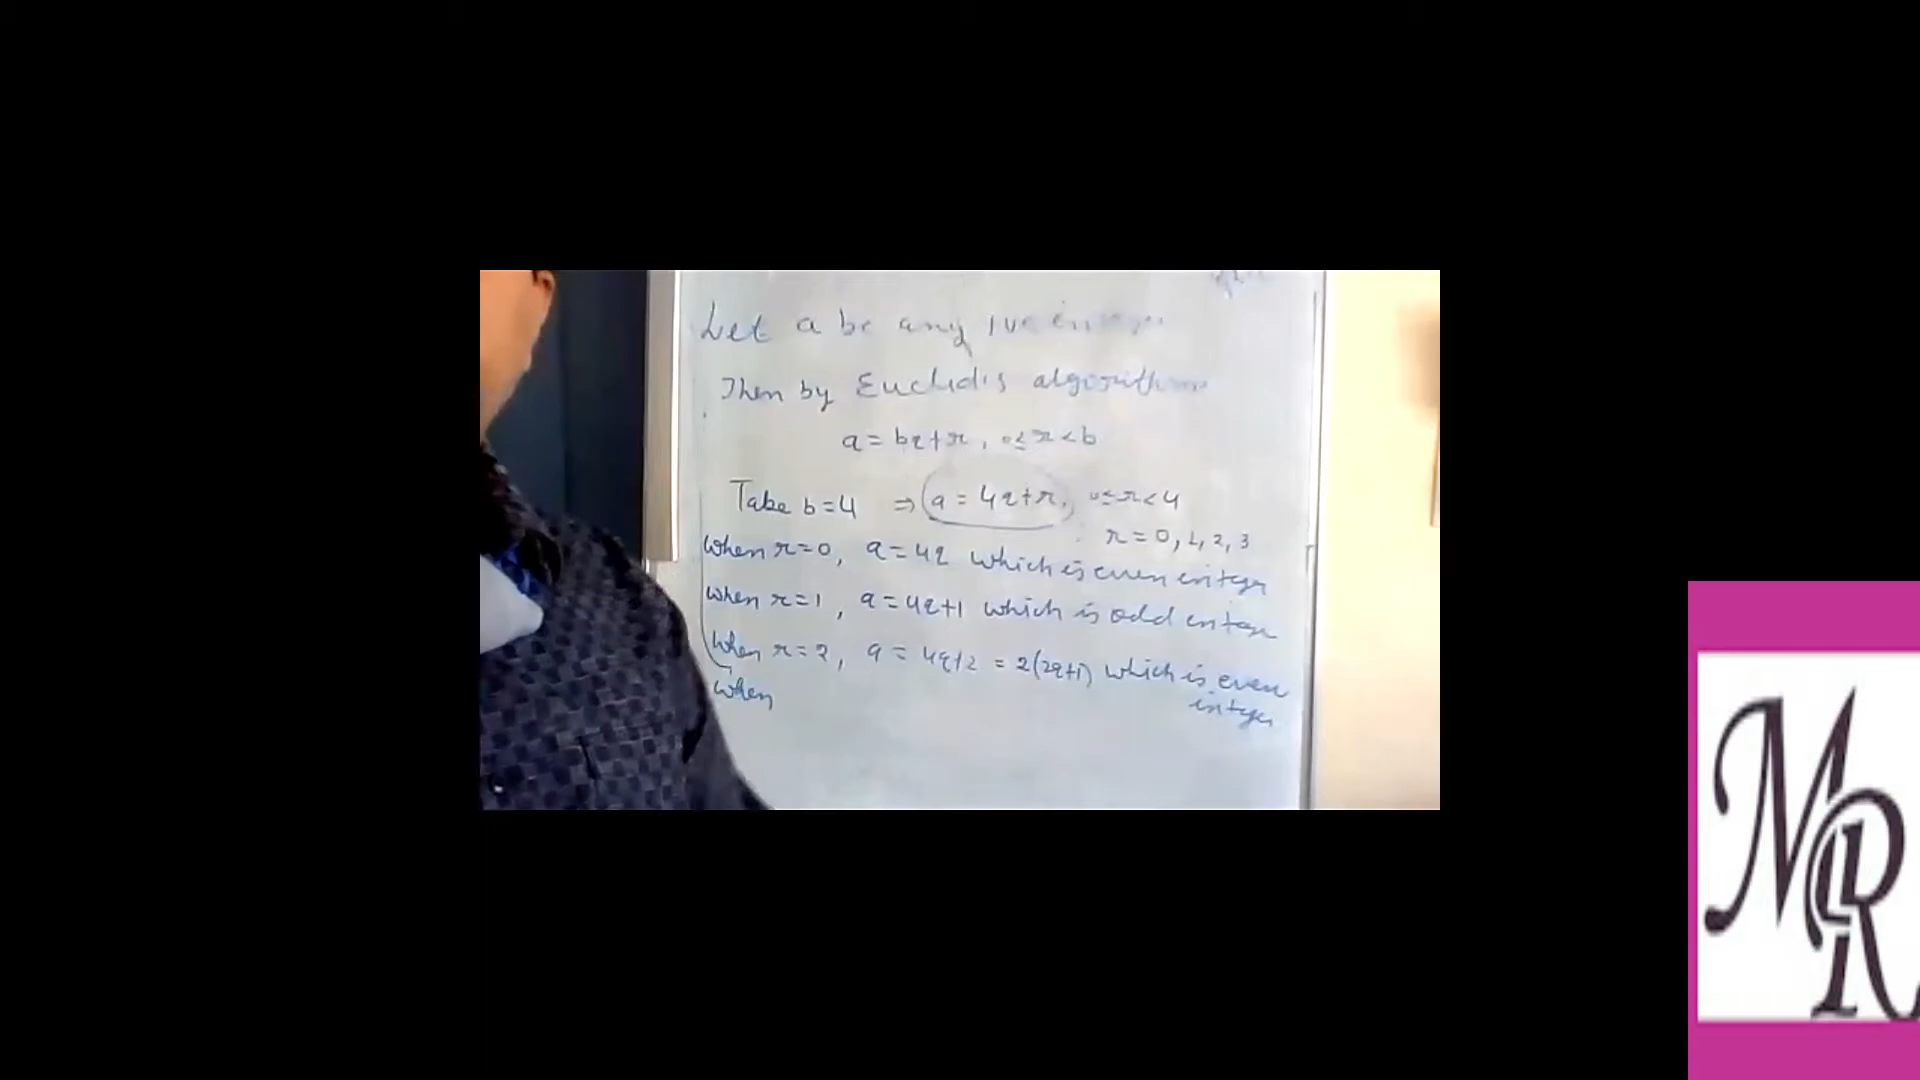 Let a be any +ve integer
Then by Euclid's algorithm
a = bq + r, 0 ≤ r < b
Take b = 4 ⇒ a = 4q + r, 0 ≤ r < 4
r = 0, 1, 2, 3
When r = 0, a = 4q which is even integer
when r = 1, a = 4q + 1 which is odd integer
When r = 2, a = 4q + 2 = 2(2q+1) which is even
integer
when
MR